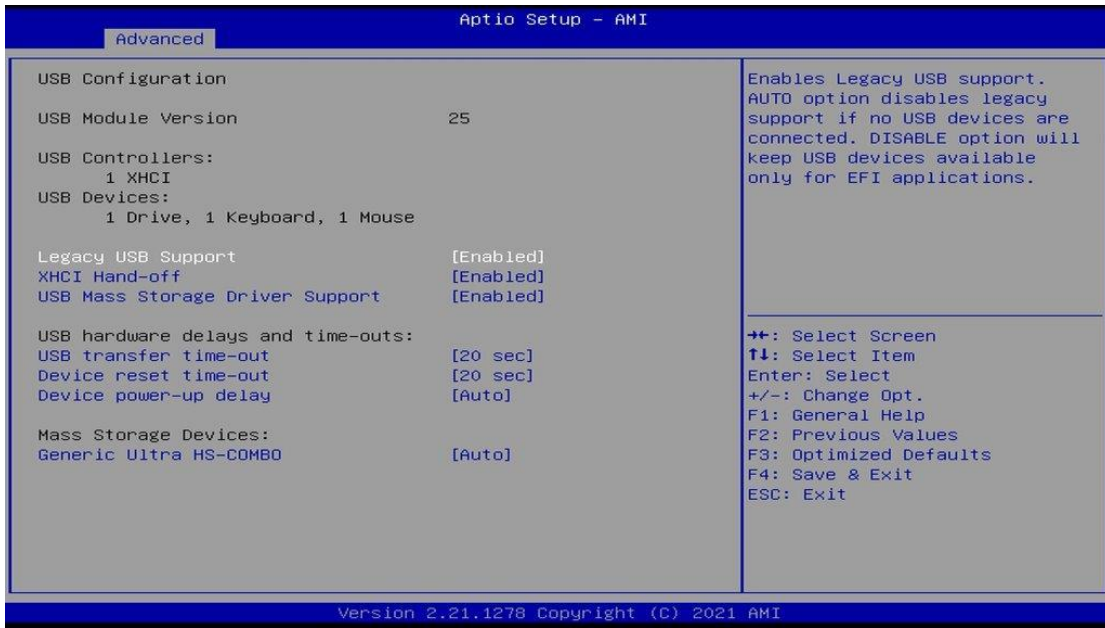 Aptio Setup – AMI
Advanced
USB Configuration
USB Module Version 25
USB Controllers:
1 XHCI
USB Devices:
1 Drive, 1 Keyboard, 1 Mouse
Legacy USB Support [Enabled]
XHCI Hand-off [Enabled]
USB Mass Storage Driver Support [Enabled]
USB hardware delays and time-outs:
USB transfer time-out [20 sec]
Device reset time-out [20 sec]
Device power-up delay [Auto]
Mass Storage Devices:
Generic Ultra HS-COMBO [Auto]
Enables Legacy USB support.
AUTO option disables legacy
support if no USB devices are
connected. DISABLE option will
keep USB devices available
only for EFI applications.
→←: Select Screen
↑↓: Select Item
Enter: Select
+/-: Change Opt.
F1: General Help
F2: Previous Values
F3: Optimized Defaults
F4: Save & Exit
ESC: Exit
Version 2.21.1278 Copyright (C) 2021 AMI